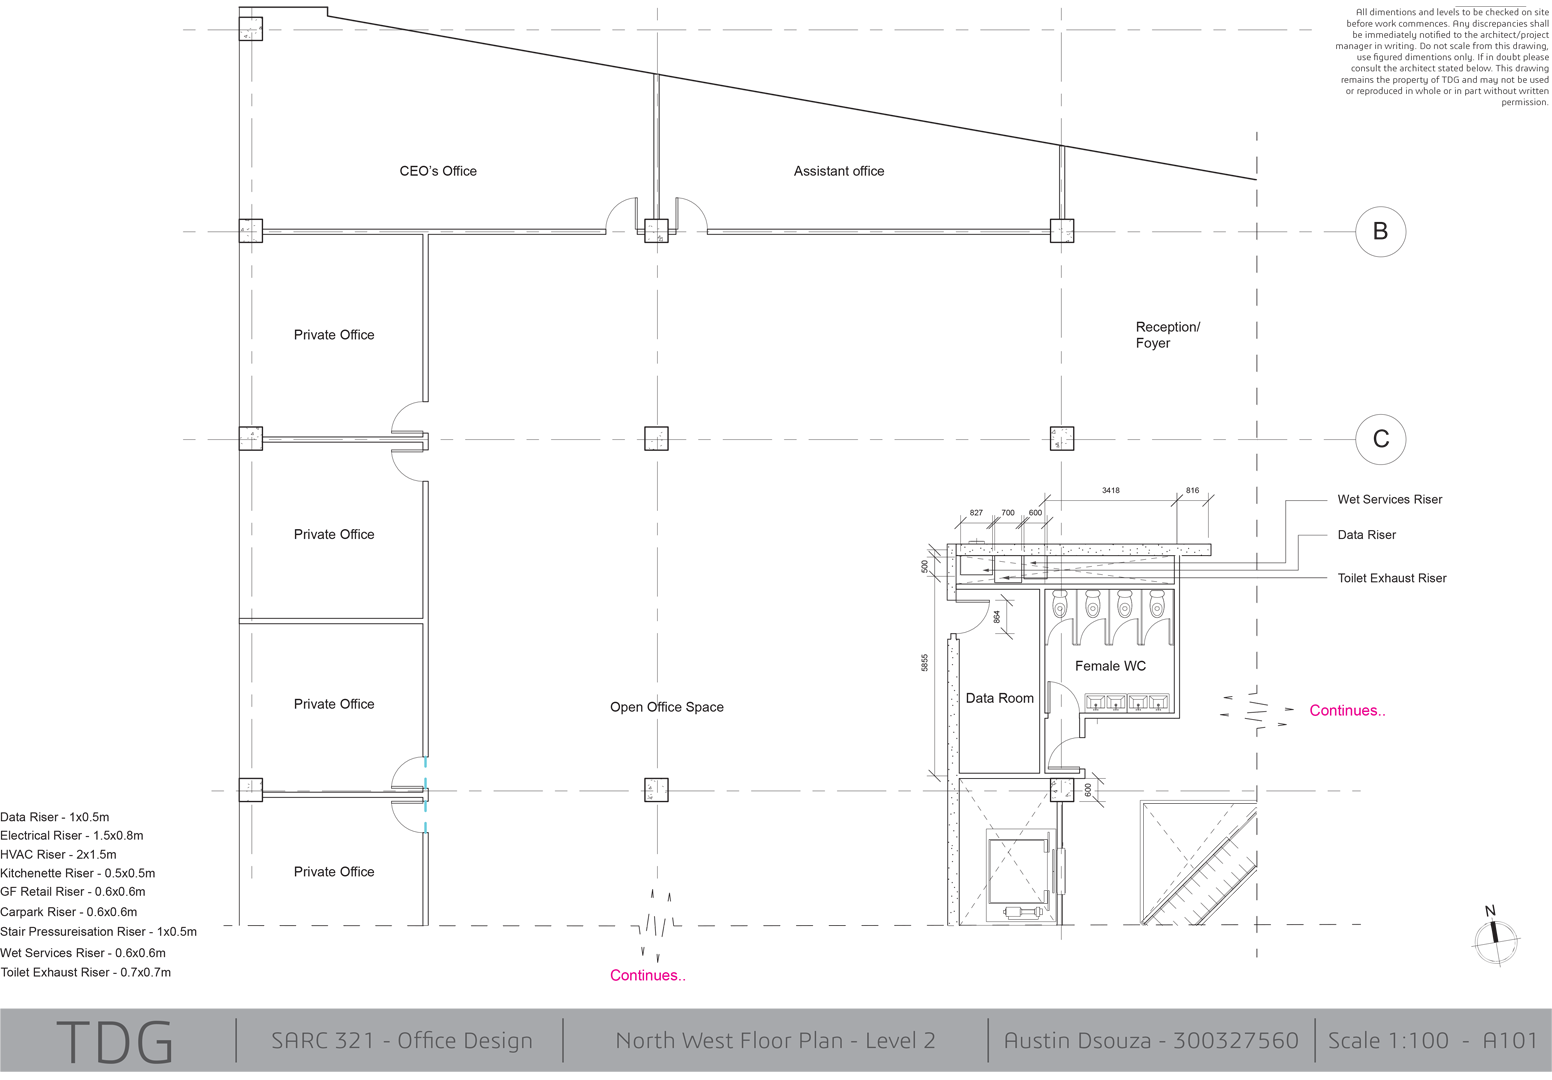 All dimentions and levels to be checked on site
before work commences. Any discrepancies shall
be immediately notified to the architect/project
manager in writing. Do not scale from this drawing,
use figured dimentions only. If in doubt please
consult the architect stated below. This drawing
remains the property of TDG and may not be used
or reproduced in whole or in part without written
permission.
CEO's Office
Assistant office
B
Private Office
Reception/
Foyer
C
3418
816
Wet Services Riser
827
700
600
Data Riser
Private Office
500
Toilet Exhaust Riser
864
5855
Female WC
Data Room
Private Office
Open Office Space
Continues..
600
Data Riser - 1x0.5m
Electrical Riser - 1.5x0.8m
HVAC Riser - 2x1.5m
Kitchenette Riser - 0.5x0.5m
GF Retail Riser - 0.6x0.6m
Carpark Riser - 0.6x0.6m
Stair Pressureisation Riser - 1x0.5m
Wet Services Riser - 0.6x0.6m
Toilet Exhaust Riser - 0.7x0.7m
Private Office
N
Continues..
TDG
SARC 321 - Office Design
North West Floor Plan - Level 2
Austin Dsouza - 300327560
Scale 1:100 - A101